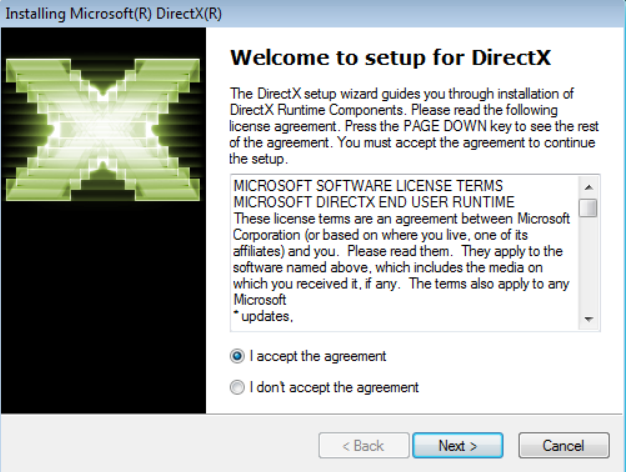 Installing Microsoft(R) DirectX(R)
Welcome to setup for DirectX
The DirectX setup wizard guides you through installation of
DirectX Runtime Components. Please read the following
license agreement. Press the PAGE DOWN key to see the rest
of the agreement. You must accept the agreement to continue
the setup.
MICROSOFT SOFTWARE LICENSE TERMS
MICROSOFT DIRECTX END USER RUNTIME
These license terms are an agreement between Microsoft
Corporation (or based on where you live, one of its
affiliates) and you.  Please read them.  They apply to the
software named above, which includes the media on
which you received it, if any.  The terms also apply to any
Microsoft
* updates,
I accept the agreement
I don't accept the agreement
< Back
Next >
Cancel